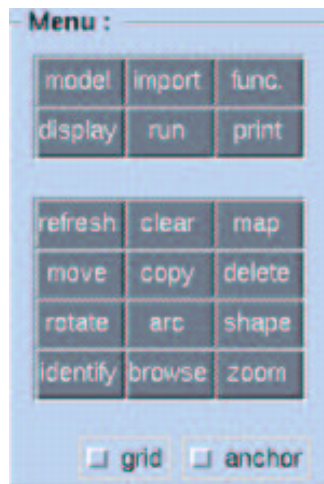 Menu :
model import func.
display run print
refresh clear map
move copy delete
rotate arc shape
identify browse zoom
grid anchor